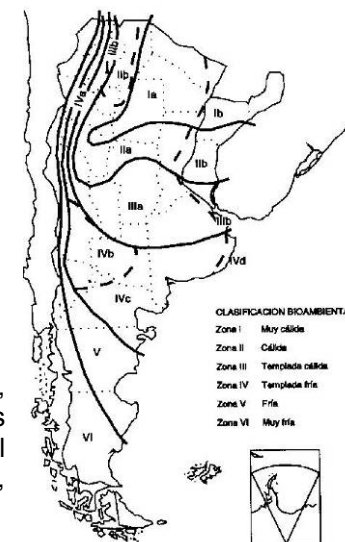 IIIb
IVa
IIb
Ia
Ib
IIa
IIb
IIIa
IIIb
IVb
IVd
IVc
CLASIFICACION BIOAMBIENTA
Zona I Muy cálida
Zona II Cálida
Zona III Templada cálida
Zona IV Templada fría
V
Zona V Fría
Zona VI Muy fría
,
s
VI
l
,